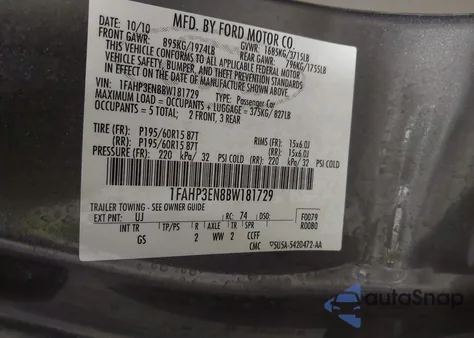 MFD. BY FORD MOTOR CO.
DATE: 10/10 GVWR: 1685KG/3715LB
FRONT GAWR: 895KG/1974LB REAR GAWR: 796KG/1755LB
THIS VEHICLE CONFORMS TO ALL APPLICABLE FEDERAL MOTOR
VEHICLE SAFETY, BUMPER, AND THEFT PREVENTION STANDARDS
IN EFFECT ON THE DATE OF MANUFACTURE SHOWN ABOVE.
VIN: 1FAHP3EN8BW181729 TYPE: Passenger Car
MAXIMUM LOAD = OCCUPANTS + LUGGAGE = 375KG/827LB
OCCUPANTS = 5 TOTAL: 2 FRONT, 3 REAR
TIRE (FR): P195/60R15 87T RIMS (FR): 15x6.0J
TIRE (RR): P195/60R15 87T (RR): 15x6.0J
PRESSURE (FR): 220 kPa/ 32 PSI COLD (RR): 220 kPa/ 32 PSI COLD
1FAHP3EN8BW181729
TRAILER TOWING - SEE OWNER GUIDE
EXT PNT: UJ RC: 74 DSO: F0079
R0080
INT TR TP/PS R AXLE TR SPR
GS 2 WW 2 CCFF
CMC 5U5A-5420472-AA
autoSnap